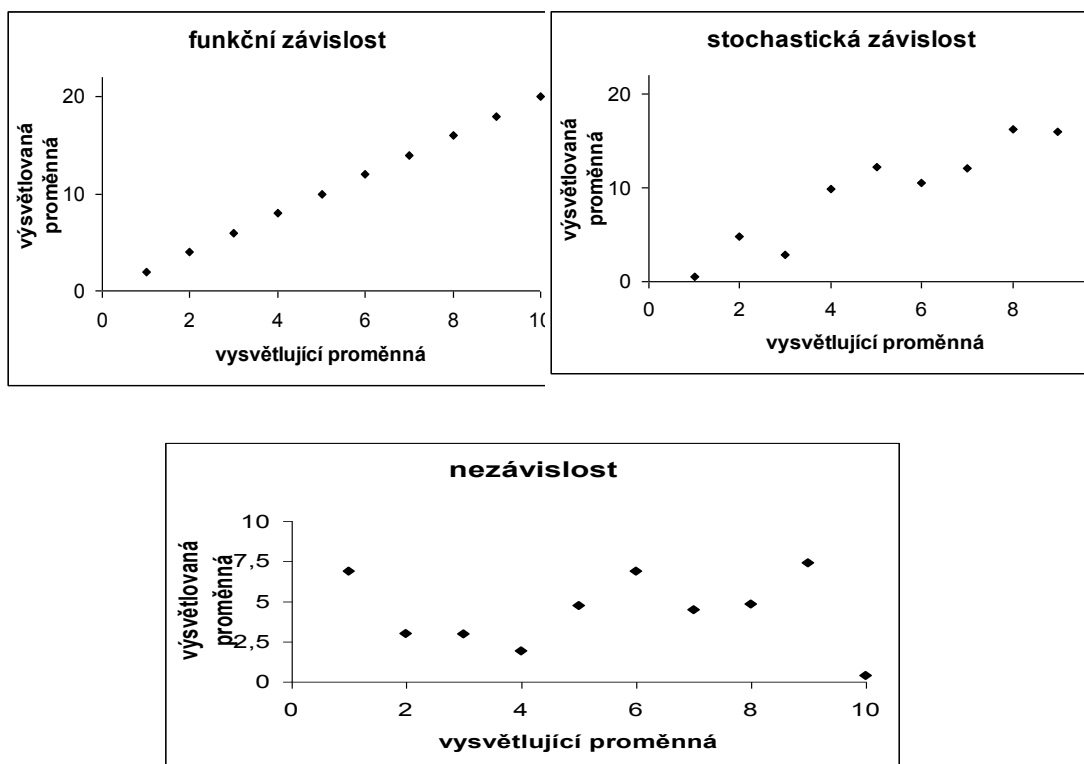 funkční závislost
20
10
0
0 2 4 6 8 10
výsvětlovaná
proměnná
vysvětlující proměnná
stochastická závislost
20
10
0
0 2 4 6 8
výsvětlovaná
proměnná
vysvětlující proměnná
nezávislost
10
7,5
5
2,5
0
0 2 4 6 8 10
výsvětlovaná
proměnná
vysvětlující proměnná